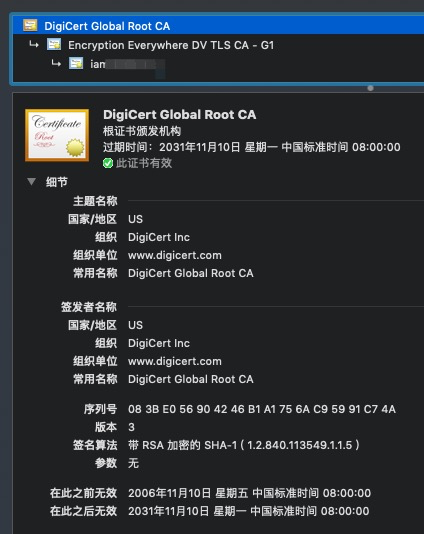 DigiCert Global Root CA
Encryption Everywhere DV TLS CA - G1
Certificate
Root
DigiCert Global Root CA
根证书颁发机构
过期时间：2031年11月10日 星期一 中国标准时间 08:00:00
此证书有效
细节
主题名称
国家/地区 US
组织 DigiCert Inc
组织单位 www.digicert.com
常用名称 DigiCert Global Root CA
签发者名称
国家/地区 US
组织 DigiCert Inc
组织单位 www.digicert.com
常用名称 DigiCert Global Root CA
序列号 08 3B E0 56 90 42 46 B1 A1 75 6A C9 59 91 C7 4A
版本 3
签名算法 带 RSA 加密的 SHA-1 ( 1.2.840.113549.1.1.5 )
参数 无
在此之前无效 2006年11月10日 星期五 中国标准时间 08:00:00
在此之后无效 2031年11月10日 星期一 中国标准时间 08:00:00